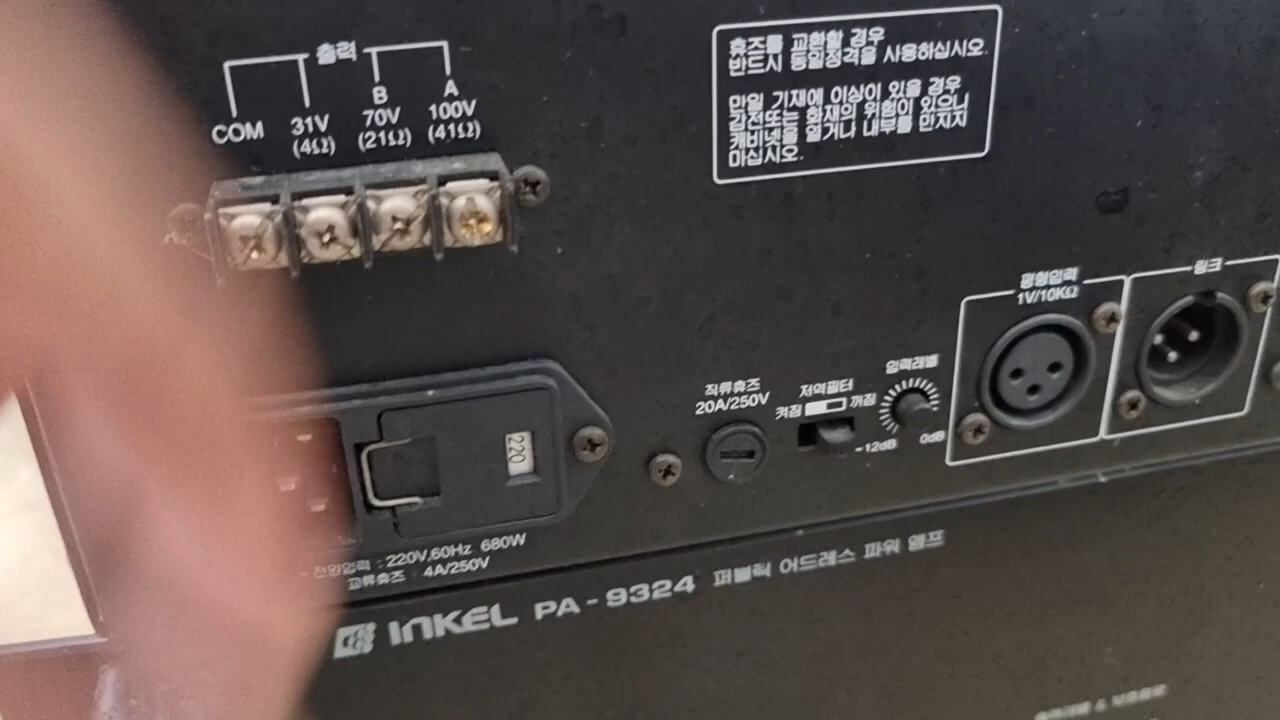 출력
COM
31V
(4Ω)
B
70V
(21Ω)
A
100V
(41Ω)
휴즈를 교환할 경우
반드시 동일정격을 사용하십시오.
만일 기재에 이상이 있을 경우
감전또는 화재의 위험이 있으니
캐비넷을 열거나 내부를 만지지
마십시오.
평형입력
1V/10KΩ
링크
직류휴즈
20A/250V
저역필터
켜짐 꺼짐
입력레벨
-12dB 0dB
220
전원입력 : 220V,60Hz 680W
교류휴즈 : 4A/250V
INKEL PA-9324 퍼블릭 어드레스 파워 앰프